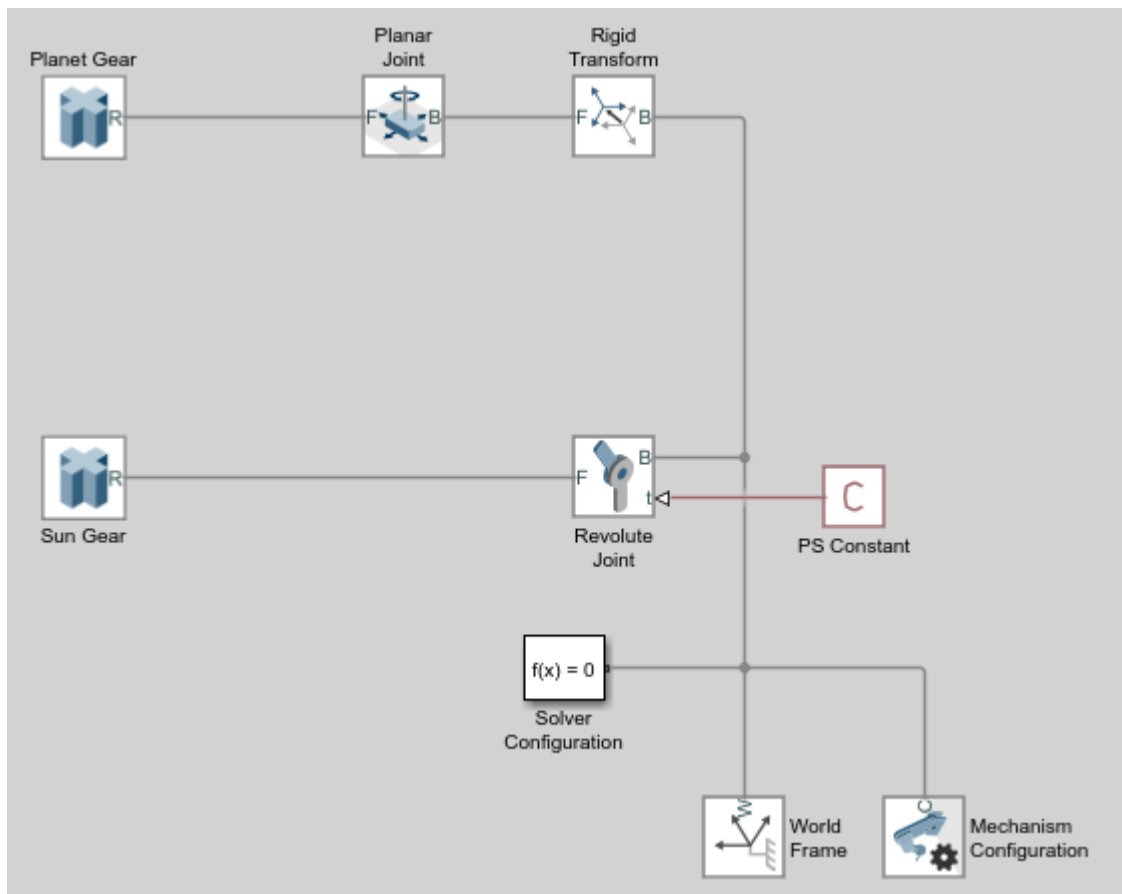 Planar
Joint
Rigid
Transform
Planet Gear
R
F
B
F
B
R
F
B
t
C
Sun Gear
Revolute
Joint
PS Constant
f(x) = 0
Solver
Configuration
W
C
World
Frame
Mechanism
Configuration